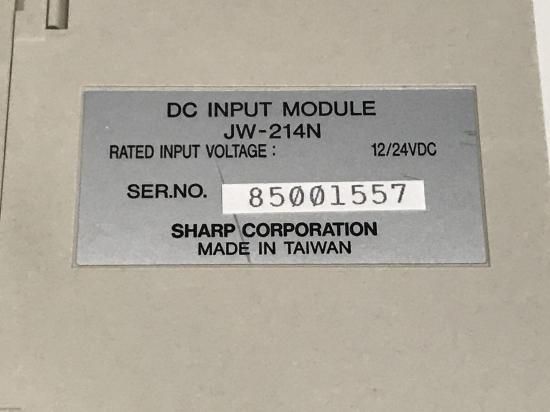 DC INPUT MODULE
JW-214N
RATED INPUT VOLTAGE : 12/24VDC
SER.NO. 85001557
SHARP CORPORATION
MADE IN TAIWAN